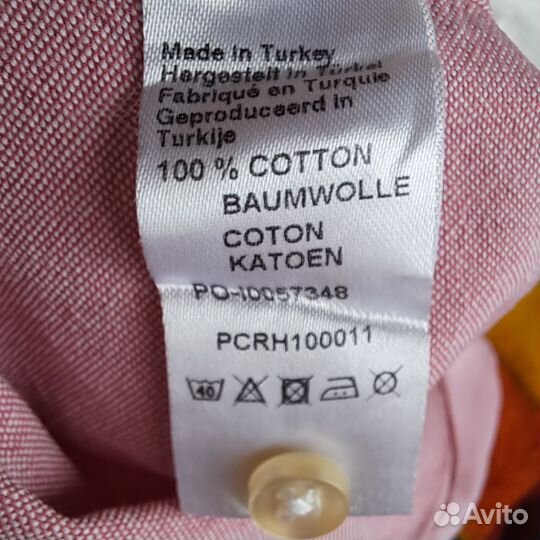 Made in Turkey
Hergestellt in Türkei
Fabriqué en Turquie
Geproduceerd in
Turkije
100 % COTTON
BAUMWOLLE
COTON
KATOEN
PO-I0057348
PCRH100011
40
Avito